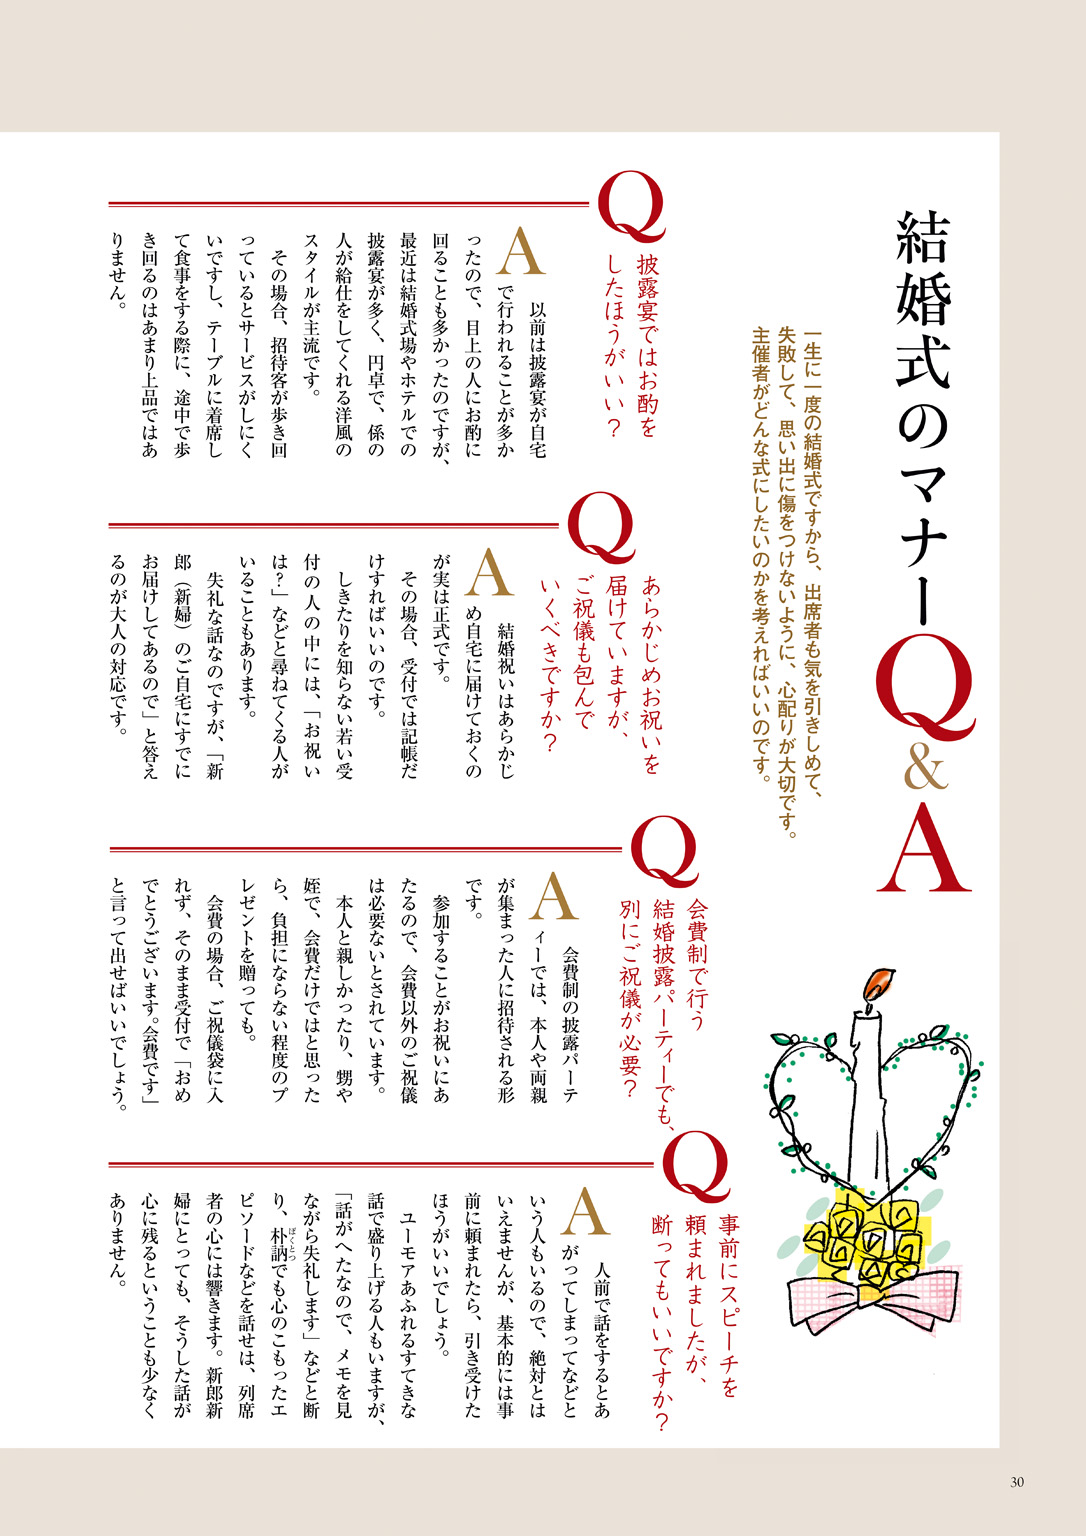 結婚式のマナーQ&A
一生に一度の結婚式ですから、出席者も気を引きしめて、
失敗して、思い出に傷をつけないように、心配りが大切です。
主催者がどんな式にしたいのかを考えればいいのです。
Q
披露宴ではお酌を
したほうがいい?
A
以前は披露宴が自宅
で行われることが多か
ったので、目上の人にお酌に
回ることも多かったのですが、
最近は結婚式場やホテルでの
披露宴が多く、円卓で、係の
人が給仕をしてくれる洋風の
スタイルが主流です。
その場合、招待客が歩き回
っているとサービスがしにく
いですし、テーブルに着席し
て食事をする際に、途中で歩
き回るのはあまり上品ではあ
りません。
Q
あらかじめお祝いを
届けていますが、
ご祝儀も包んで
いくべきですか?
A
結婚祝いはあらかじ
め自宅に届けておくの
が実は正式です。
その場合、受付では記帳だ
けすればいいのです。
しきたりを知らない若い受
付の人の中には、「お祝い
は?」などと尋ねてくる人が
いることもあります。
失礼な話なのですが、「新
郎(新婦)のご自宅にすでに
お届けしてあるので」と答え
るのが大人の対応です。
Q
会費制で行う
結婚披露パーティーでも、
別にご祝儀が必要?
A
会費制の披露パーテ
ィーでは、本人や両親
が集まった人に招待される形
です。
参加することがお祝いにあ
たるので、会費以外のご祝儀
は必要ないとされています。
本人と親しかったり、甥や
姪で、会費だけではと思った
ら、負担にならない程度のプ
レゼントを贈っても。
会費の場合、ご祝儀袋に入
れず、そのまま受付で「おめ
でとうございます。会費です」
と言って出せばいいでしょう。
Q
事前にスピーチを
頼まれましたが、
断ってもいいですか?
A
人前で話をするとあ
がってしまってなどと
いう人もいるので、絶対とは
いえませんが、基本的には事
前に頼まれたら、引き受けた
ほうがいいでしょう。
ユーモアあふれるすてきな
話で盛り上げる人もいますが、
「話がへたなので、メモを見
ながら失礼します」などと断
り、朴訥でも心のこもったエ
ぼくとつ
ピソードなどを話せば、列席
者の心には響きます。新郎新
婦にとっても、そうした話が
心に残るということも少なく
ありません。
30